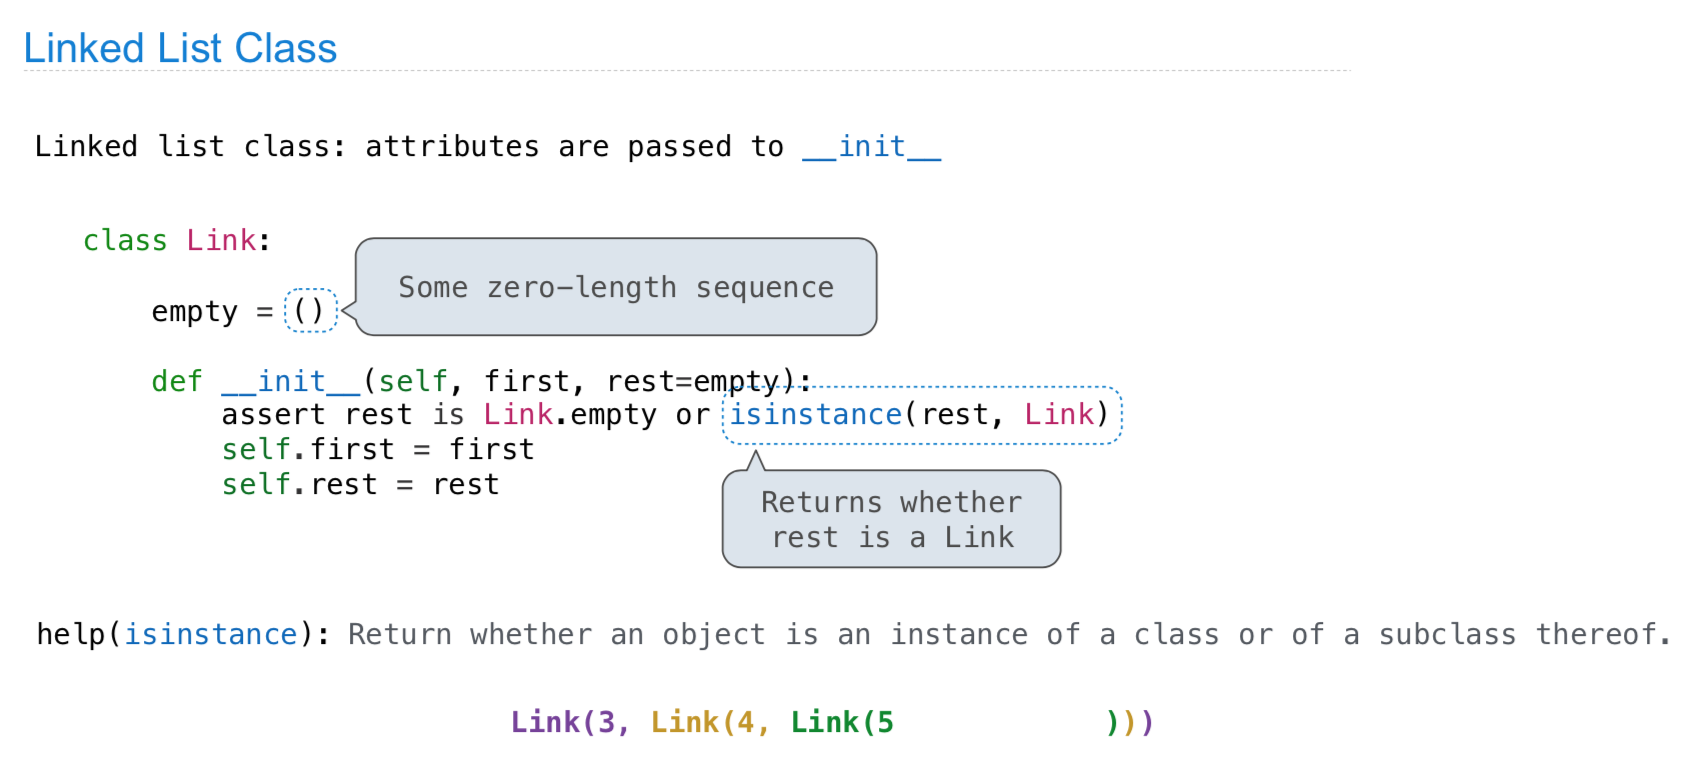 Linked List Class
Linked list class: attributes are passed to __init__
class Link:
Some zero-length sequence
empty = ()
def __init__(self, first, rest=empty):
assert rest is Link.empty or isinstance(rest, Link)
self.first = first
self.rest = rest
Returns whether
rest is a Link
help(isinstance): Return whether an object is an instance of a class or of a subclass thereof.
Link(3, Link(4, Link(5 )))